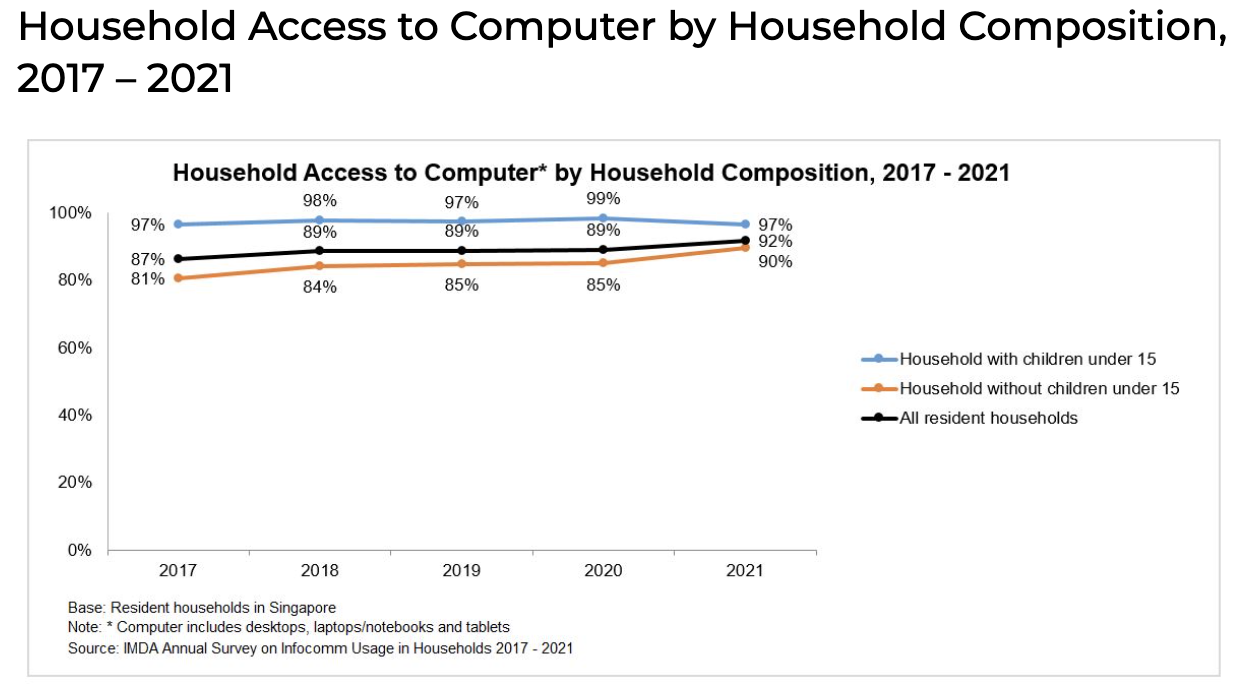 Household Access to Computer by Household Composition,
2017 – 2021
Household Access to Computer* by Household Composition, 2017 - 2021
100%
80%
60%
40%
20%
0%
97%
98%
97%
99%
97%
87%
89%
89%
89%
92%
81%
84%
85%
85%
90%
2017
2018
2019
2020
2021
Household with children under 15
Household without children under 15
All resident households
Base: Resident households in Singapore
Note: * Computer includes desktops, laptops/notebooks and tablets
Source: IMDA Annual Survey on Infocomm Usage in Households 2017 - 2021